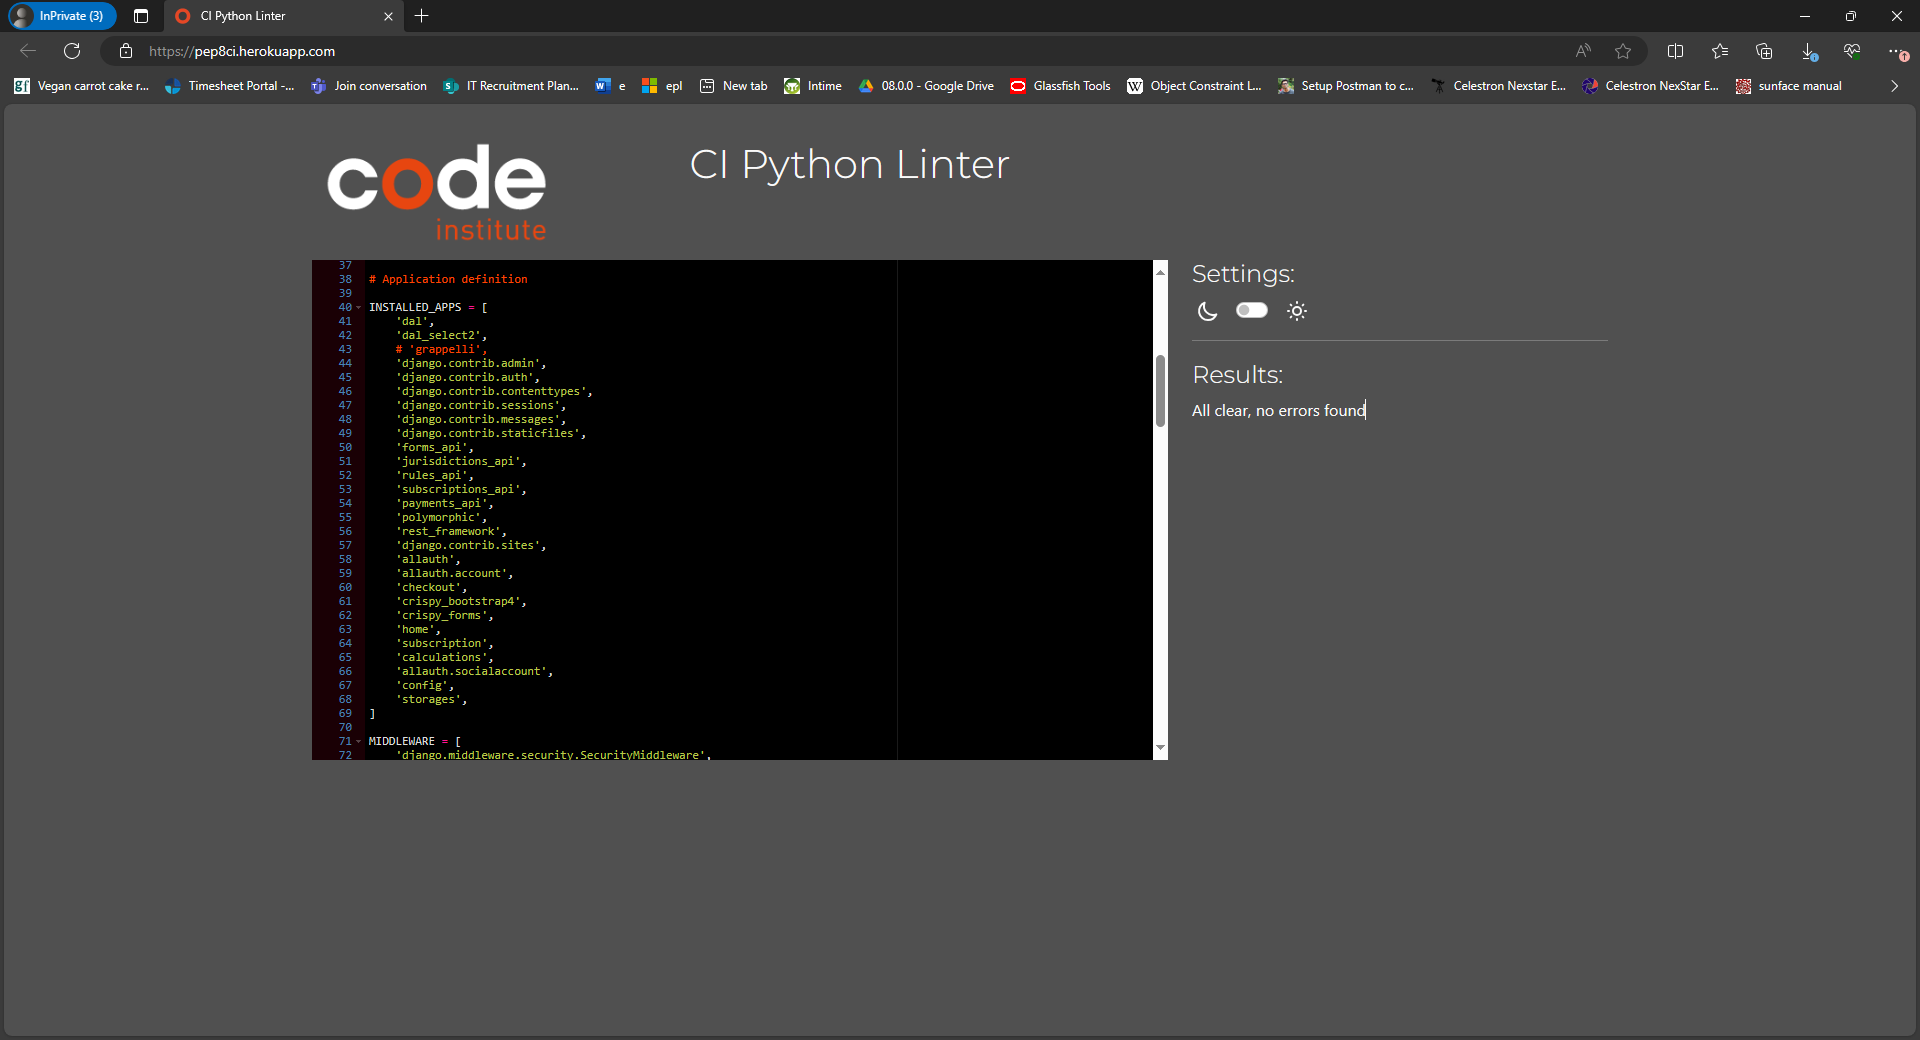 InPrivate (3)
CI Python Linter
https://pep8ci.herokuapp.com
Vegan carrot cake r...
Timesheet Portal -...
Join conversation
IT Recruitment Plan...
e
epl
New tab
Intime
08.0.0 - Google Drive
Glassfish Tools
Object Constraint L...
Setup Postman to c...
Celestron Nexstar E...
Celestron NexStar E...
sunface manual
code
institute
CI Python Linter
37
38 # Application definition
39
40 INSTALLED_APPS = [
41 'dal',
42 'dal_select2',
43 # 'grappelli',
44 'django.contrib.admin',
45 'django.contrib.auth',
46 'django.contrib.contenttypes',
47 'django.contrib.sessions',
48 'django.contrib.messages',
49 'django.contrib.staticfiles',
50 'forms_api',
51 'jurisdictions_api',
52 'rules_api',
53 'subscriptions_api',
54 'payments_api',
55 'polymorphic',
56 'rest_framework',
57 'django.contrib.sites',
58 'allauth',
59 'allauth.account',
60 'checkout',
61 'crispy_bootstrap4',
62 'crispy_forms',
63 'home',
64 'subscription',
65 'calculations',
66 'allauth.socialaccount',
67 'config',
68 'storages',
69 ]
70
71 MIDDLEWARE = [
72 'django.middleware.security.SecurityMiddleware',
Settings:
Results:
All clear, no errors found